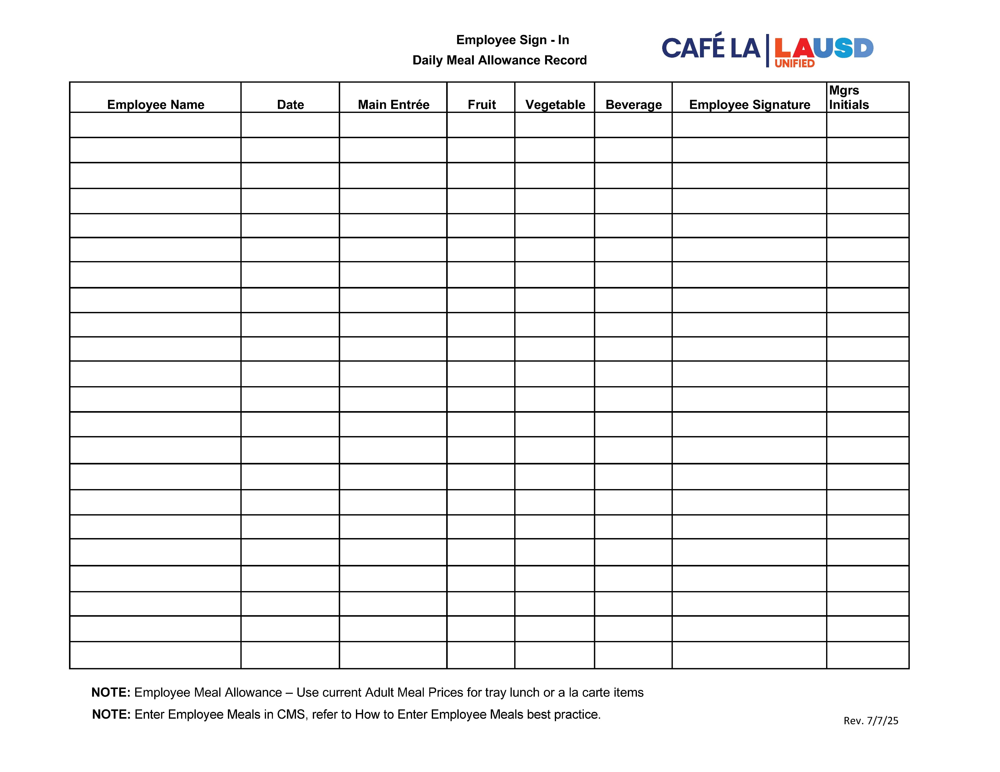 Employee Sign - In
Daily Meal Allowance Record
CAFÉ LA | LAUSD
UNIFIED
Employee Name Date Main Entrée Fruit Vegetable Beverage Employee Signature Mgrs Initials
NOTE: Employee Meal Allowance – Use current Adult Meal Prices for tray lunch or a la carte items
NOTE: Enter Employee Meals in CMS, refer to How to Enter Employee Meals best practice.
Rev. 7/7/25